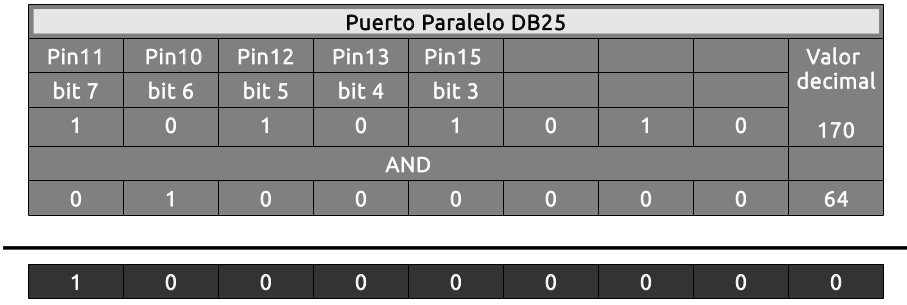 Puerto Paralelo DB25
Pin11 Pin10 Pin12 Pin13 Pin15 Valor
bit 7 bit 6 bit 5 bit 4 bit 3 decimal
1 0 1 0 1 0 1 0 170
AND
0 1 0 0 0 0 0 0 64
1 0 0 0 0 0 0 0 0